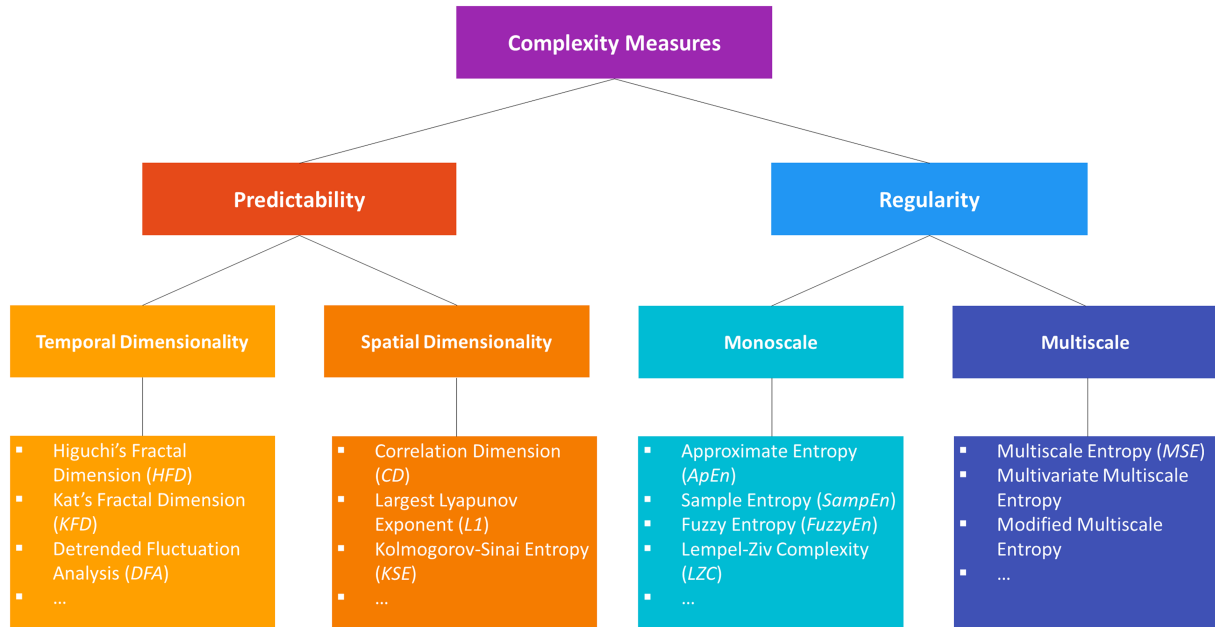 Complexity Measures
Predictability
Regularity
Temporal Dimensionality
Spatial Dimensionality
Monoscale
Multiscale
▪ Higuchi’s Fractal
Dimension (HFD)
▪ Kat’s Fractal Dimension
(KFD)
▪ Detrended Fluctuation
Analysis (DFA)
▪ …
▪ Correlation Dimension
(CD)
▪ Largest Lyapunov
Exponent (L1)
▪ Kolmogorov-Sinai Entropy
(KSE)
▪ …
▪ Approximate Entropy
(ApEn)
▪ Sample Entropy (SampEn)
▪ Fuzzy Entropy (FuzzyEn)
▪ Lempel-Ziv Complexity
(LZC)
▪ …
▪ Multiscale Entropy (MSE)
▪ Multivariate Multiscale
Entropy
▪ Modified Multiscale
Entropy
▪ …